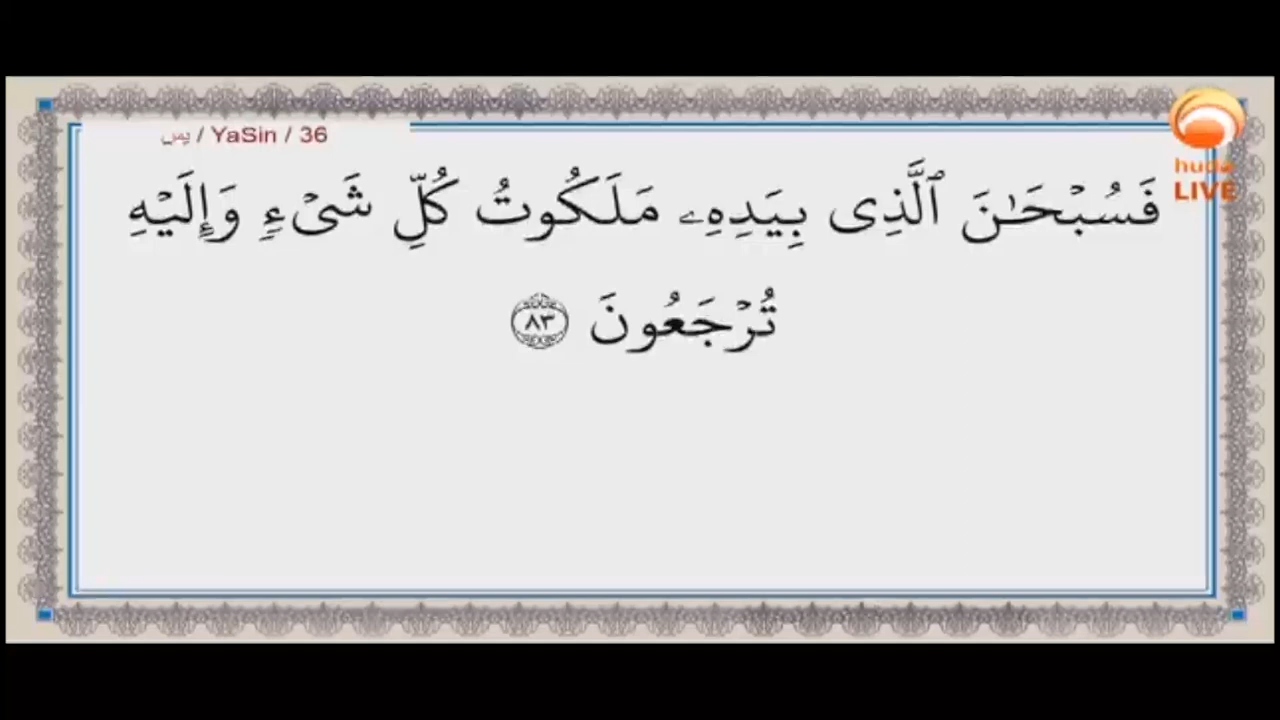 يس / YaSin / 36
huda
LIVE
فَسُبْحَـٰنَ ٱلَّذِى بِيَدِهِۦ مَلَكُوتُ كُلِّ شَىْءٍ وَإِلَيْهِ
تُرْجَعُونَ ٨٣